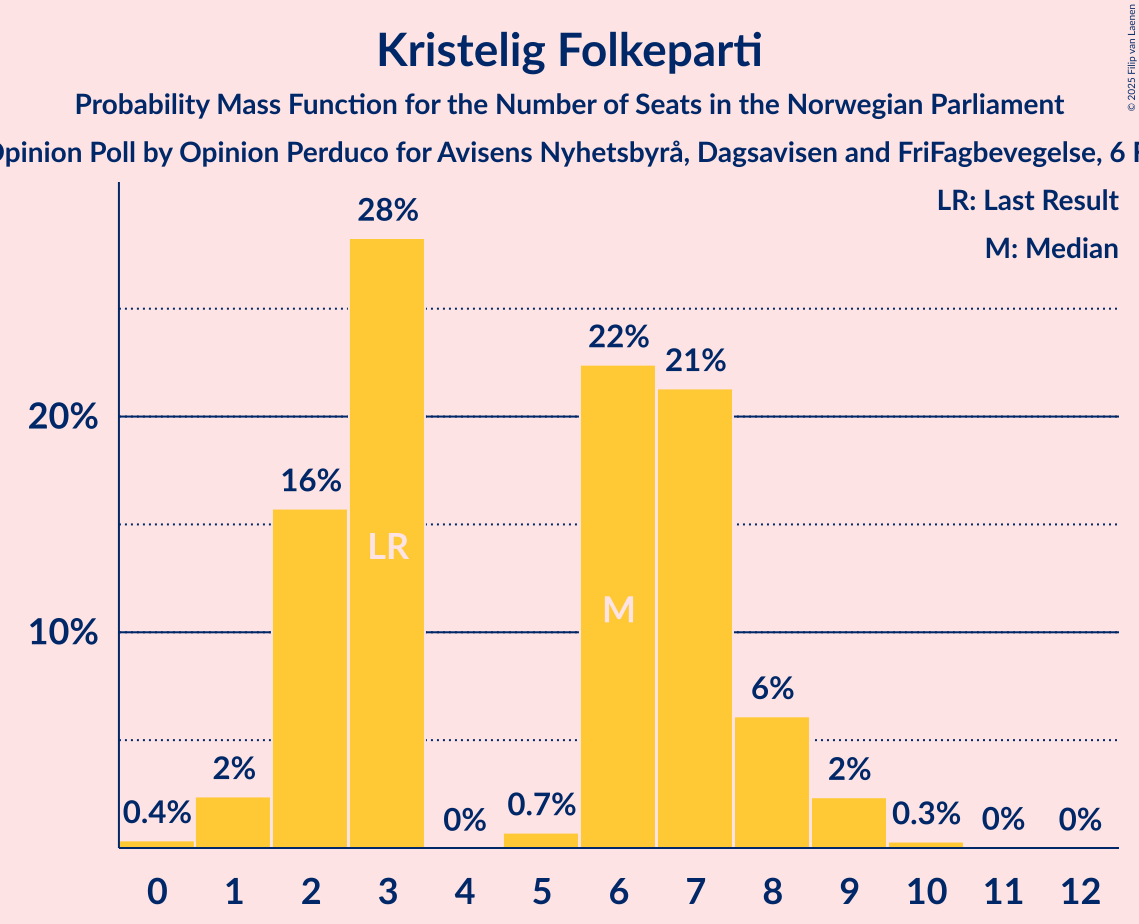 Kristelig Folkeparti
Probability Mass Function for the Number of Seats in the Norwegian Parliament
Opinion Poll by Opinion Perduco for Avisens Nyhetsbyrå, Dagsavisen and FriFagbevegelse, 6
© 2025 Filip van Laenen
LR: Last Result
M: Median
28%
22%
21%
20%
16%
LR
M
10%
6%
2%
2%
0.4%
0%
0.7%
0.3%
0%
0%
0 1 2 3 4 5 6 7 8 9 10 11 12